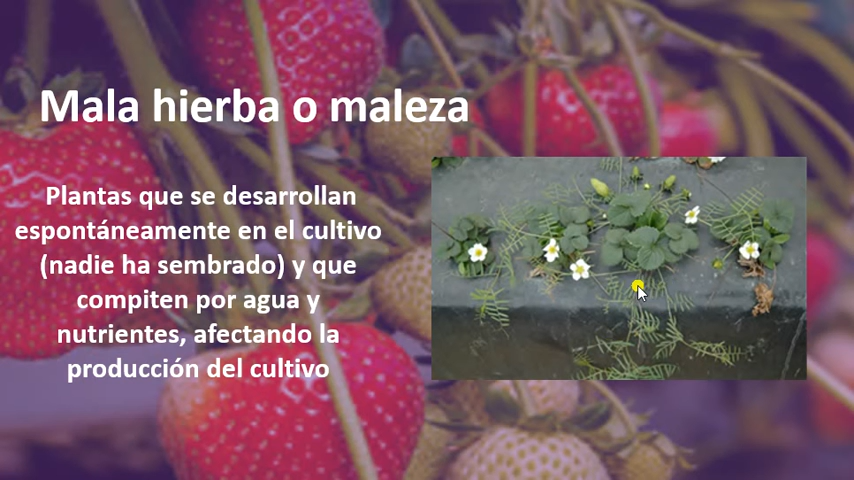 Mala hierba o maleza
Plantas que se desarrollan
espontáneamente en el cultivo
(nadie ha sembrado) y que
compiten por agua y
nutrientes, afectando la
producción del cultivo